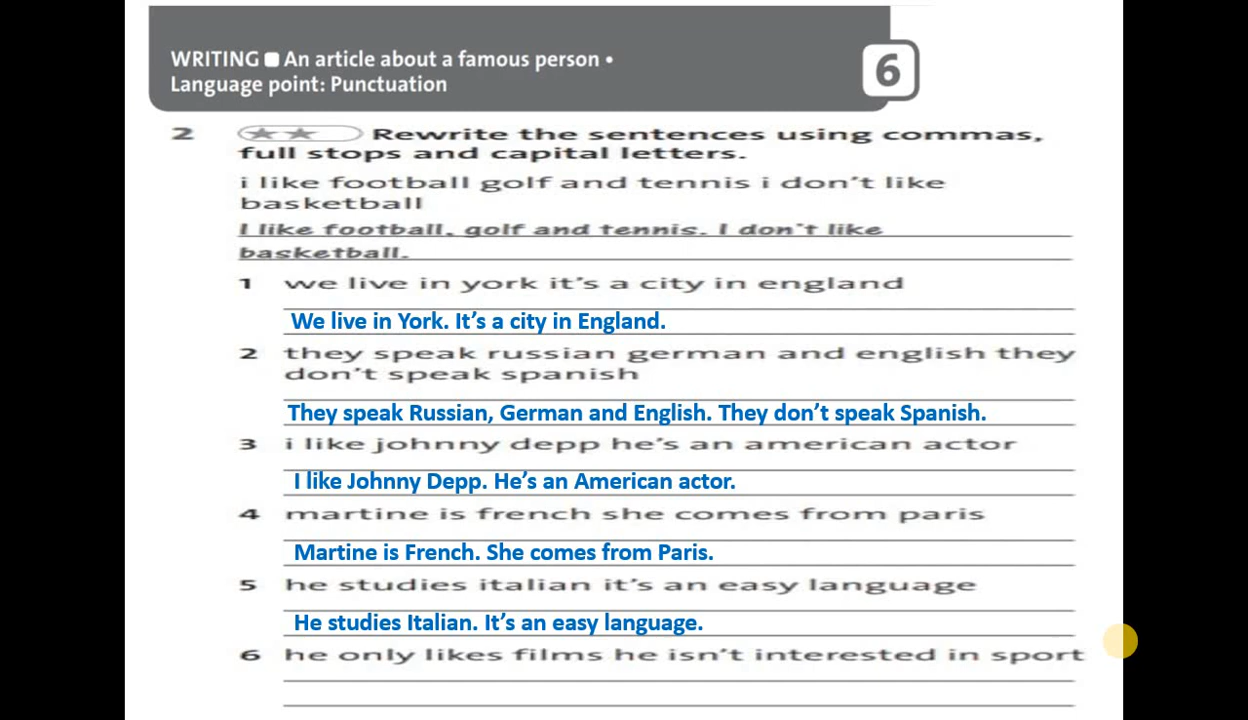 WRITING ■ An article about a famous person •
Language point: Punctuation
6
2 ★★ Rewrite the sentences using commas,
full stops and capital letters.
i like football golf and tennis i don't like
basketball
I like football, golf and tennis. I don't like
basketball.
1 we live in york it's a city in england
We live in York. It's a city in England.
2 they speak russian german and english they
don't speak spanish
They speak Russian, German and English. They don't speak Spanish.
3 i like johnny depp he's an american actor
I like Johnny Depp. He's an American actor.
4 martine is french she comes from paris
Martine is French. She comes from Paris.
5 he studies italian it's an easy language
He studies Italian. It's an easy language.
6 he only likes films he isn't interested in sport